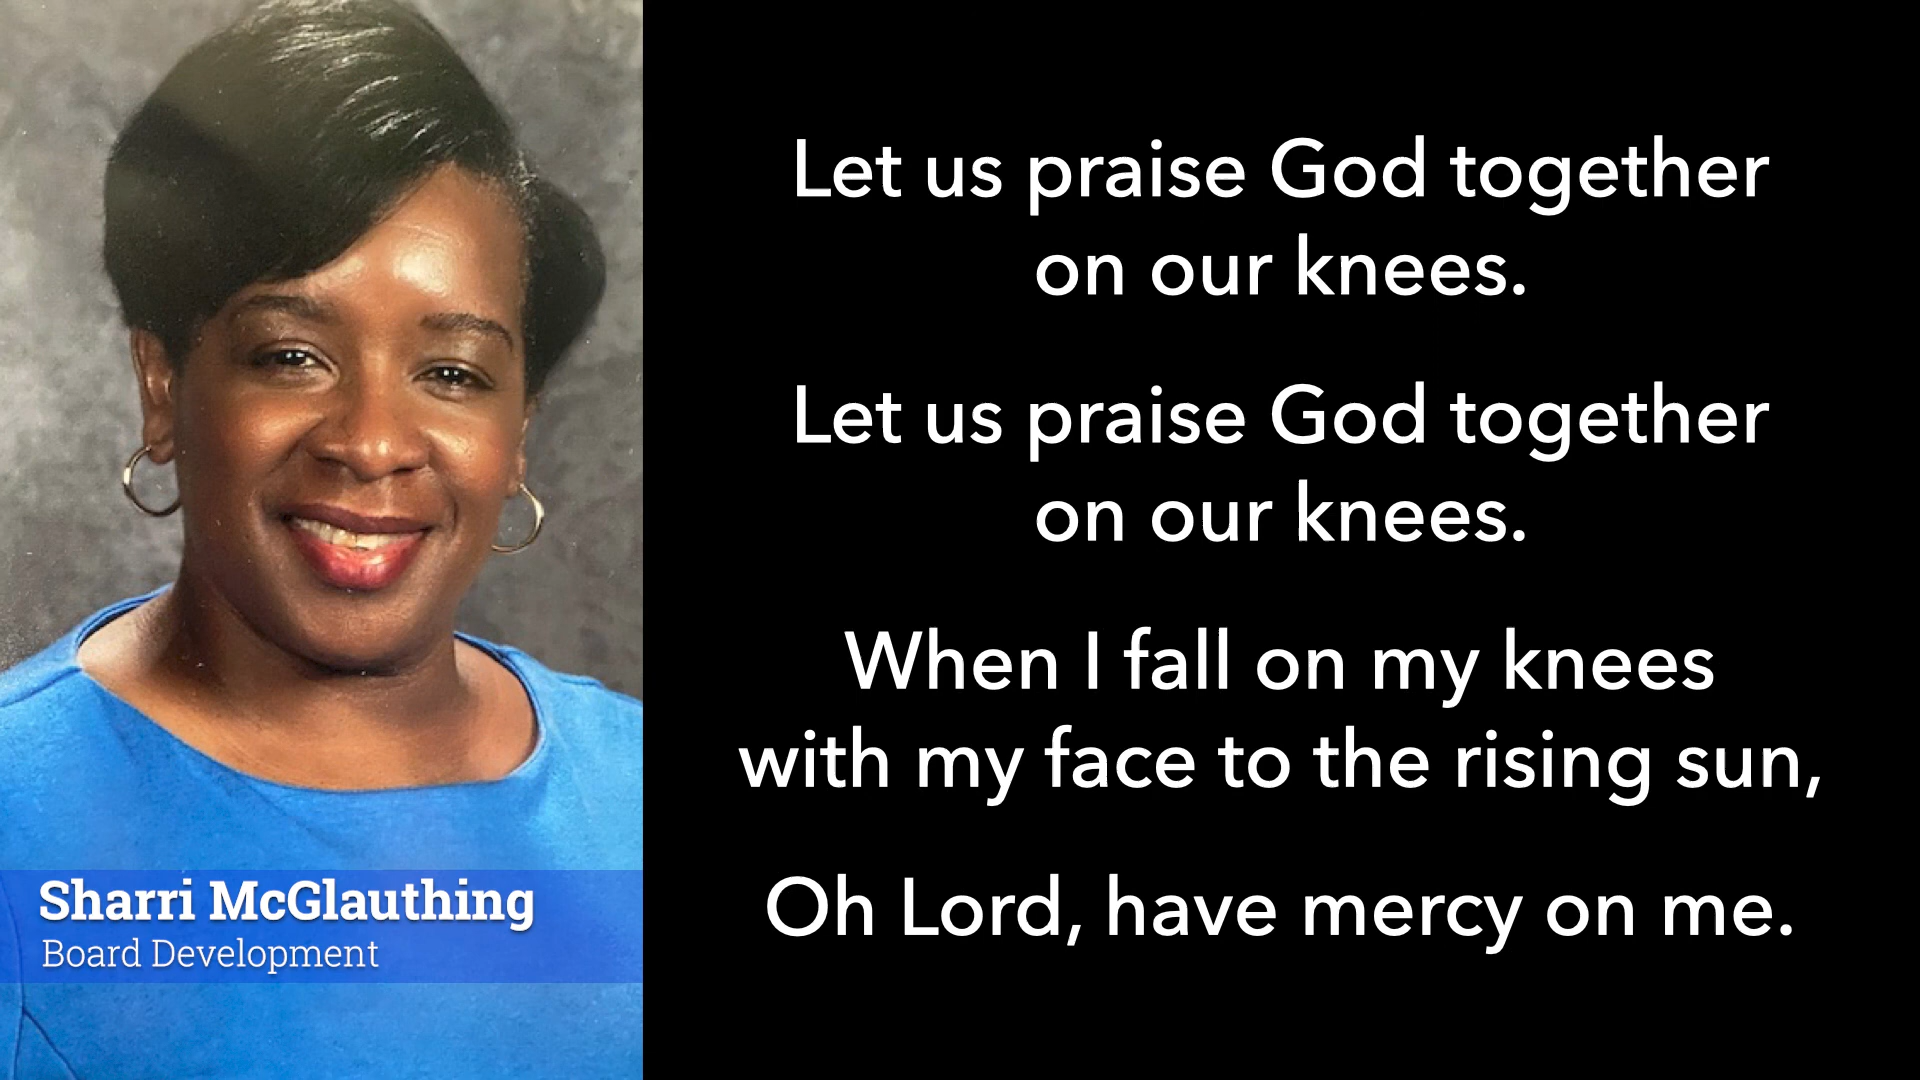 Let us praise God together
on our knees.
Let us praise God together
on our knees.
When I fall on my knees
with my face to the rising sun,
Oh Lord, have mercy on me.
Sharri McGlauthing
Board Development